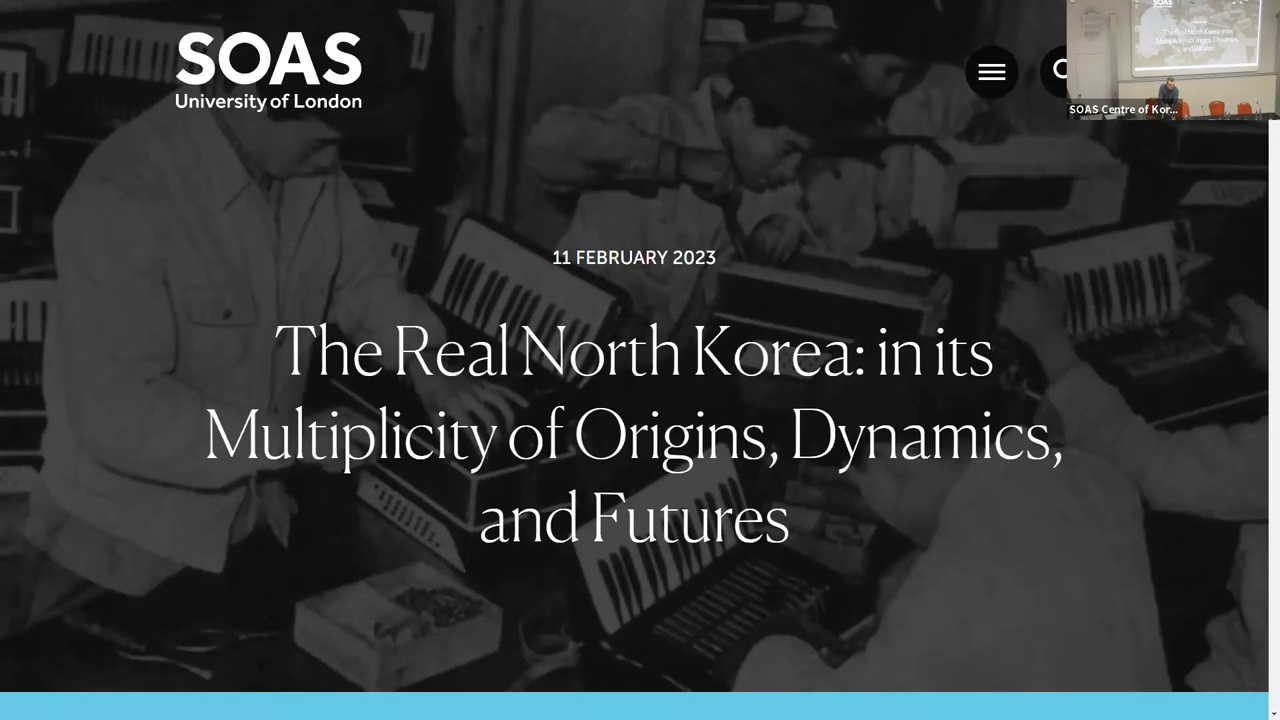 SOAS
University of London
SOAS Centre of Kor...
11 FEBRUARY 2023
The Real North Korea: in its
Multiplicity of Origins, Dynamics,
and Futures